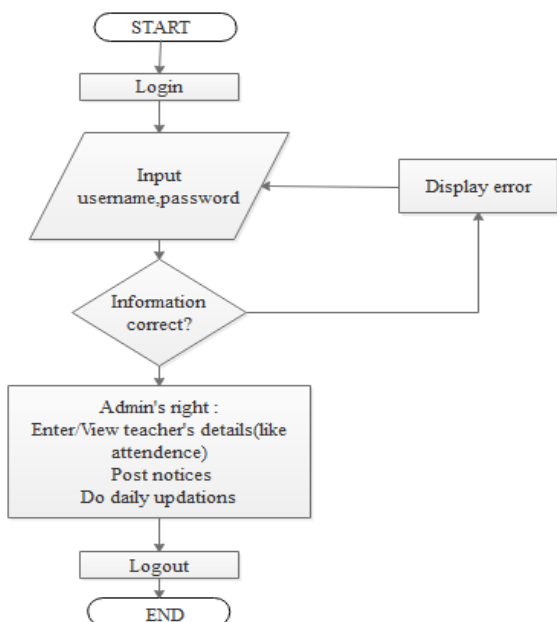 START
Login
Input
username,password
Display error
Information
correct?
Admin's right :
Enter/View teacher's details(like
attendence)
Post notices
Do daily updations
Logout
END